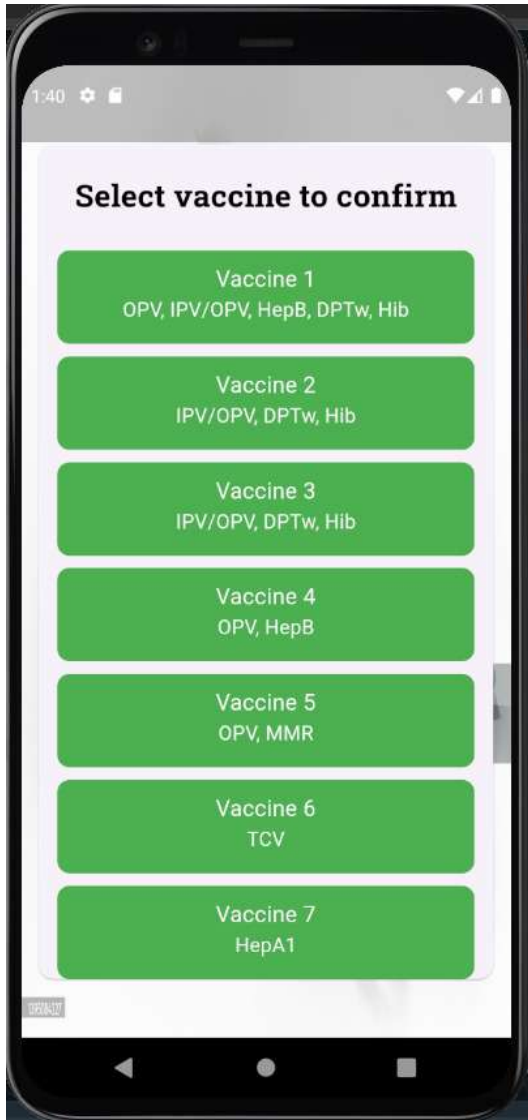 1:40
Select vaccine to confirm
Vaccine 1
OPV, IPV/OPV, HepB, DPTw, Hib
Vaccine 2
IPV/OPV, DPTw, Hib
Vaccine 3
IPV/OPV, DPTw, Hib
Vaccine 4
OPV, HepB
Vaccine 5
OPV, MMR
Vaccine 6
TCV
Vaccine 7
HepA1